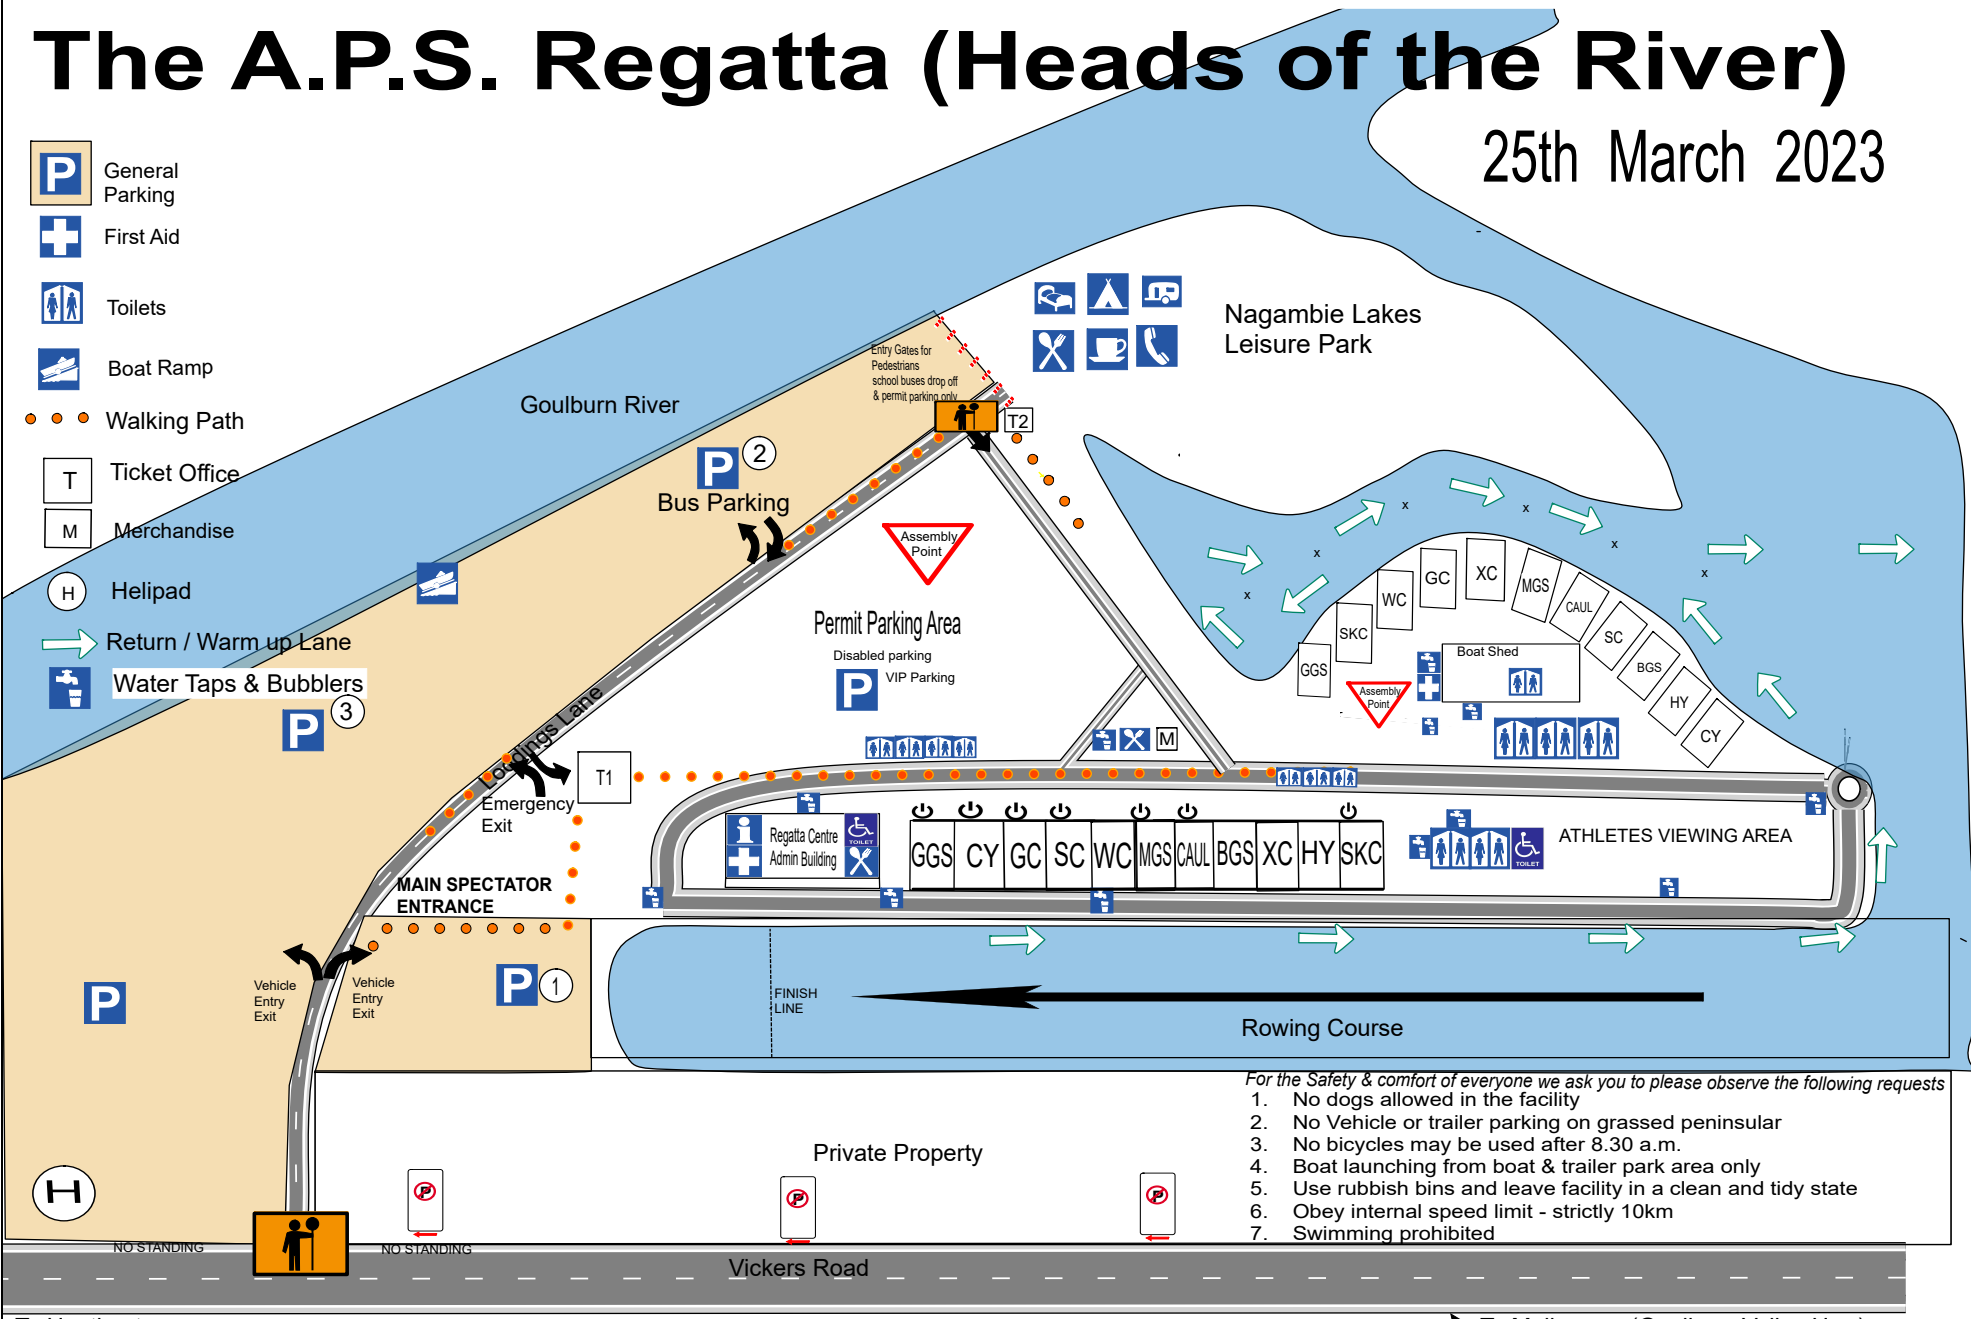 The A.P.S. Regatta (Heads of the River)
25th March 2023
P
General
Parking
First Aid
Toilets
Boat Ramp
Walking Path
T
Ticket Office
M
Merchandise
H
Helipad
Return / Warm up Lane
Water Taps & Bubblers
Goulburn River
Entry Gates for
Pedestrians
school buses drop off
& permit parking only
T2
Nagambie Lakes
Leisure Park
P
2
Bus Parking
Assembly
Point
Permit Parking Area
Disabled parking
P
VIP Parking
P
3
Loddings Lane
T1
Emergency
Exit
M
x
x
x
x
x
x
x
GGS
SKC
WC
GC
XC
MGS
CAUL
SC
BGS
HY
CY
Boat Shed
Assembly
Point
Regatta Centre
Admin Building
TOILET
GGS
CY
GC
SC
WC
MGS
CAUL
BGS
XC
HY
SKC
TOILET
ATHLETES VIEWING AREA
MAIN SPECTATOR
ENTRANCE
Vehicle
Entry
Exit
Vehicle
Entry
Exit
P
P
1
FINISH
LINE
Rowing Course
For the Safety & comfort of everyone we ask you to please observe the following requests
1. No dogs allowed in the facility
2. No Vehicle or trailer parking on grassed peninsular
3. No bicycles may be used after 8.30 a.m.
4. Boat launching from boat & trailer park area only
5. Use rubbish bins and leave facility in a clean and tidy state
6. Obey internal speed limit - strictly 10km
7. Swimming prohibited
Private Property
H
P
P
P
NO STANDING
NO STANDING
Vickers Road